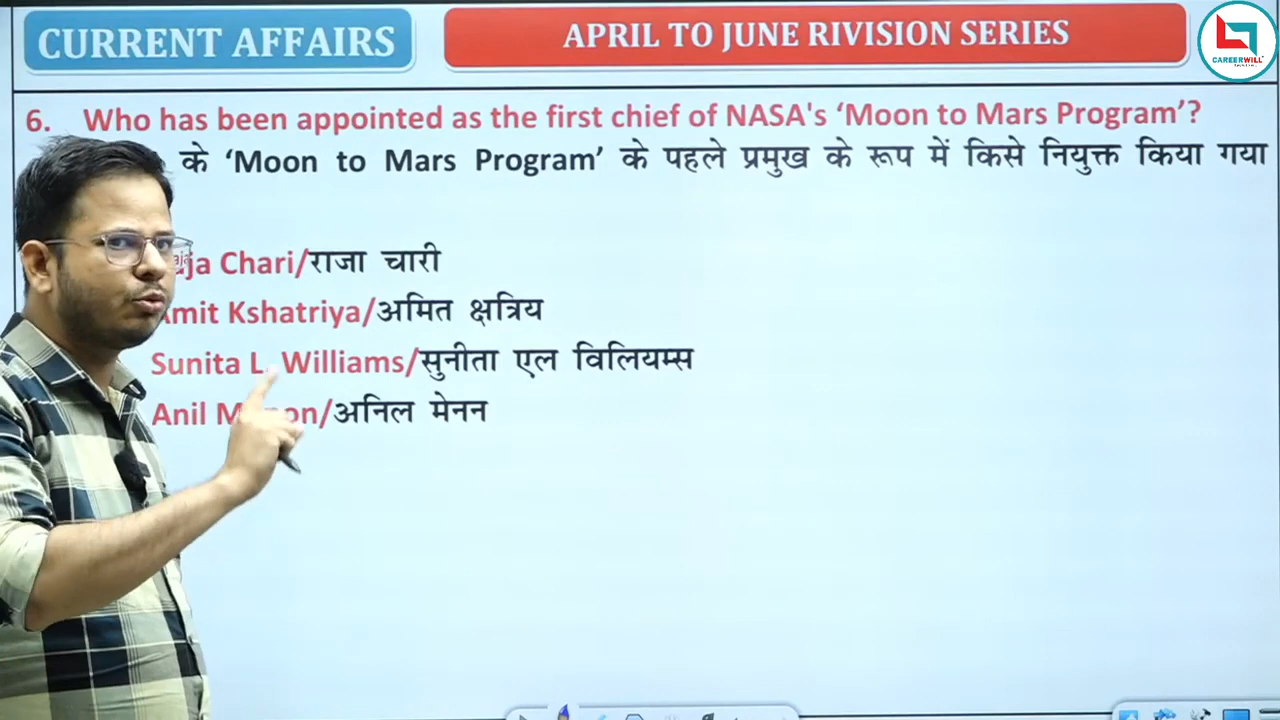 CURRENT AFFAIRS
APRIL TO JUNE RIVISION SERIES
CAREERWILL
6. Who has been appointed as the first chief of NASA's ‘Moon to Mars Program’?
के ‘Moon to Mars Program’ के पहले प्रमुख के रूप में किसे नियुक्त किया गया
Chari/राजा चारी
Kshatriya/अमित क्षत्रिय
Sunita L. Williams/सुनीता एल विलियम्स
Anil /अनिल मेनन